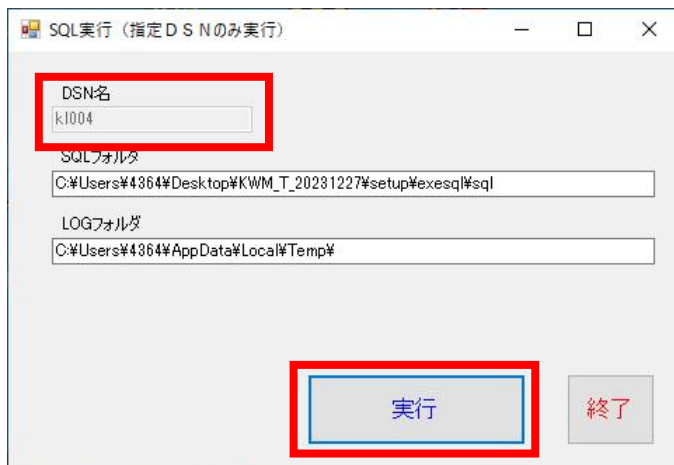 SQL実行（指定ＤＳＮのみ実行）
DSN名
kl004
SQLフォルダ
C:¥Users¥4364¥Desktop¥KWM_T_20231227¥setup¥exesql¥sql
LOGフォルダ
C:¥Users¥4364¥AppData¥Local¥Temp¥
実行
終了